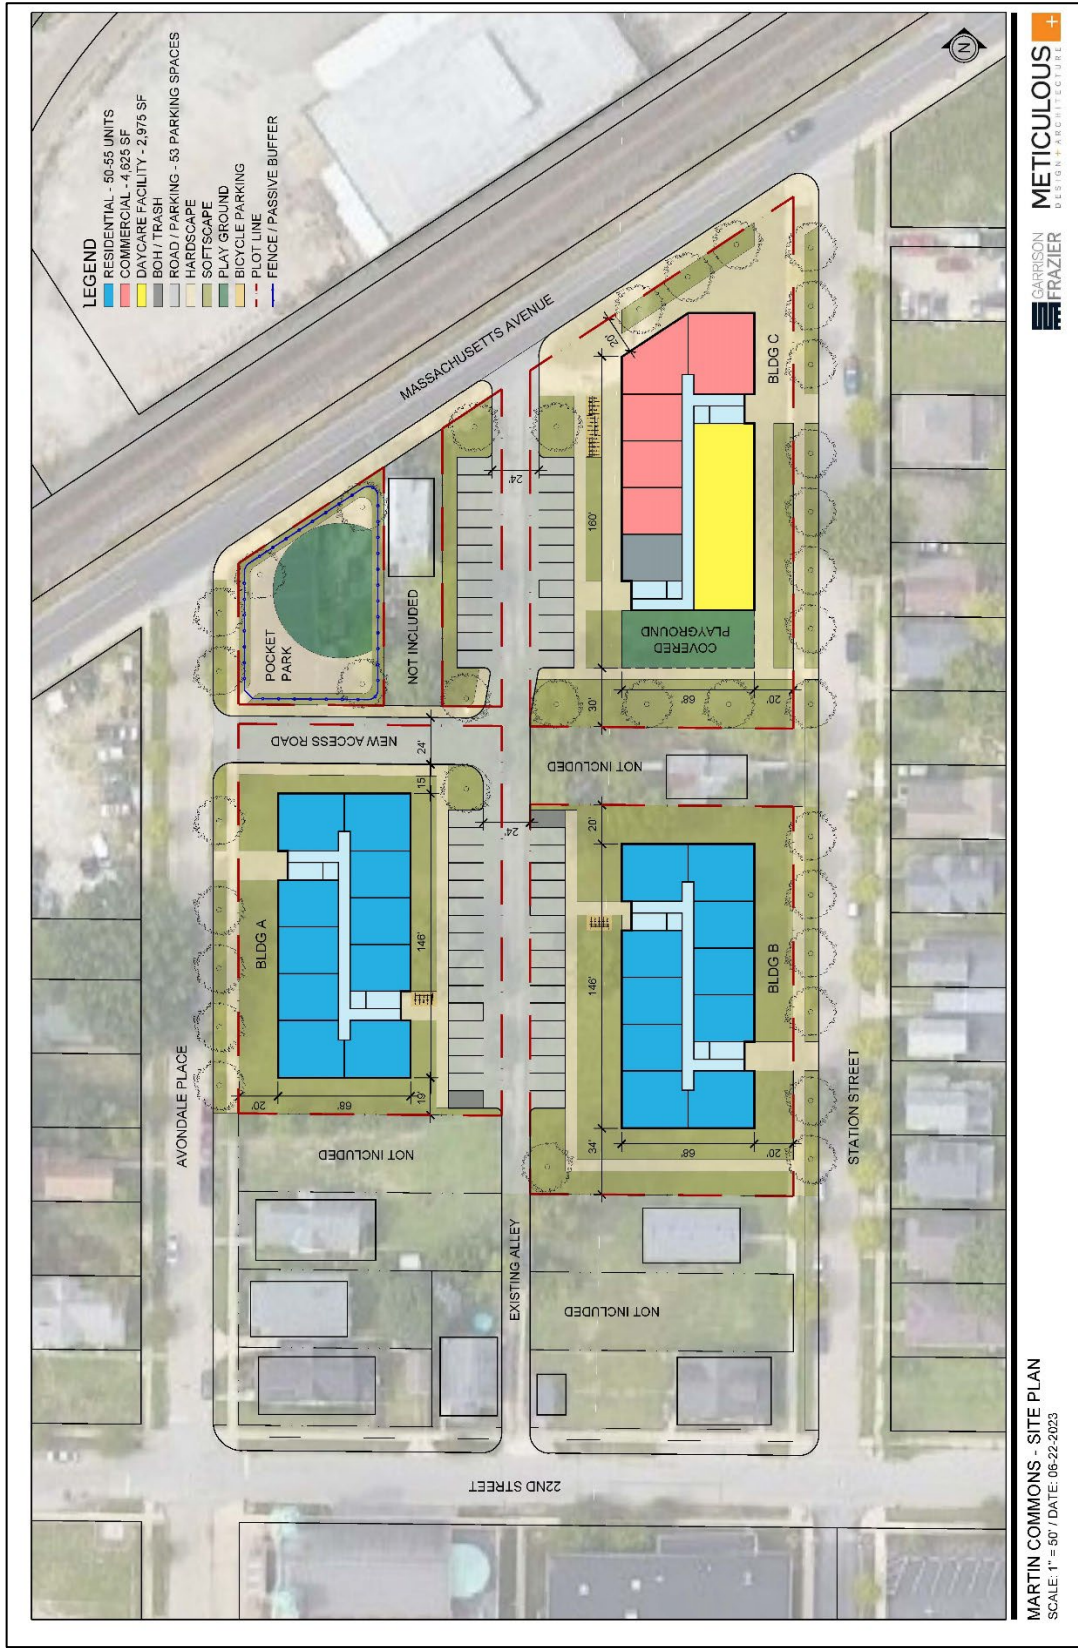 LEGEND
RESIDENTIAL - 50-55 UNITS
COMMERCIAL - 4,625 SF
DAYCARE FACILITY - 2,975 SF
BOH / TRASH
ROAD / PARKING - 53 PARKING SPACES
HARDSCAPE
SOFTSCAPE
PLAY GROUND
BICYCLE PARKING
PLOT LINE
FENCE / PASSIVE BUFFER
N
MASSACHUSETTS AVENUE
AVONDALE PLACE
POCKET
PARK
NOT INCLUDED
NEW ACCESS ROAD
24'
15'
BLDG A
146'
20'
68'
19'
NOT INCLUDED
24'
24'
EXISTING ALLEY
22ND STREET
NOT INCLUDED
34'
146'
20'
68'
20'
BLDG B
NOT INCLUDED
30'
160'
20'
COVERED
PLAYGROUND
68'
20'
BLDG C
STATION STREET
MARTIN COMMONS - SITE PLAN
SCALE: 1" = 50' / DATE: 06-22-2023
GARRISON
FRAZIER
METICULOUS
DESIGN + ARCHITECTURE
+